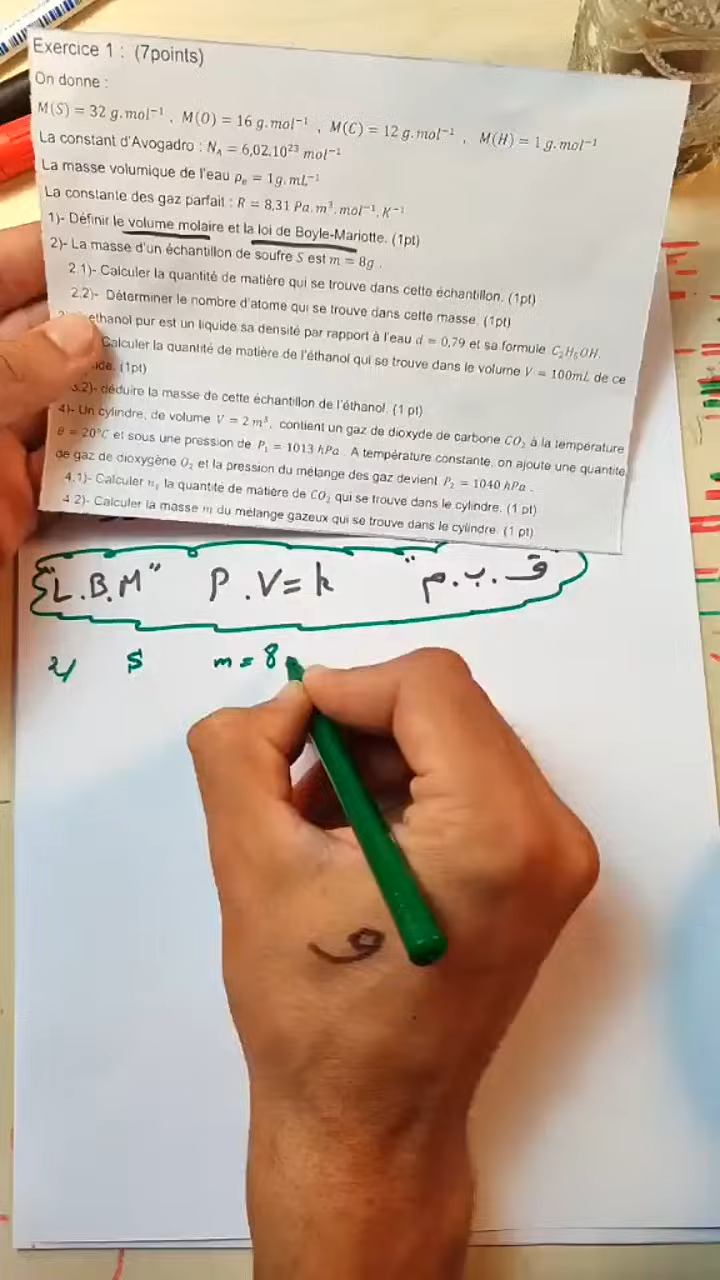 Exercice 1 : (7points)
On donne :
M(S) = 32 g.mol⁻¹ , M(O) = 16 g.mol⁻¹ , M(C) = 12 g.mol⁻¹ , M(H) = 1 g.mol⁻¹
La constant d'Avogadro : N_A = 6,02.10²³ mol⁻¹
La masse volumique de l'eau ρₑ = 1g.mL⁻¹
La constante des gaz parfait : R = 8,31 Pa.m³.mol⁻¹.K⁻¹
1)- Définir le volume molaire et la loi de Boyle-Mariotte. (1pt)
2)- La masse d'un échantillon de soufre S est m = 8g .
2.1)- Calculer la quantité de matière qui se trouve dans cette échantillon. (1pt)
2.2)- Déterminer le nombre d'atome qui se trouve dans cette masse. (1pt)
éthanol pur est un liquide sa densité par rapport à l'eau d = 0,79 et sa formule C₂H₅OH.
Calculer la quantité de matière de l'éthanol qui se trouve dans le volume V = 100mL de ce
ide. (1pt)
3.2)- déduire la masse de cette échantillon de l'éthanol. (1 pt)
4)- Un cylindre, de volume V = 2 m³, contient un gaz de dioxyde de carbone CO₂ à la température
θ = 20°C et sous une pression de P₁ = 1013 hPa. A température constante, on ajoute une quantité
de gaz de dioxygène O₂ et la pression du mélange des gaz devient P₂ = 1040 hPa .
4.1)- Calculer n₁ la quantité de matière de CO₂ qui se trouve dans le cylindre. (1 pt)
4.2)- Calculer la masse m du mélange gazeux qui se trouve dans le cylindre. (1 pt)
"L.B.M" P.V=k "ق.ب.م
2/ S m = 8